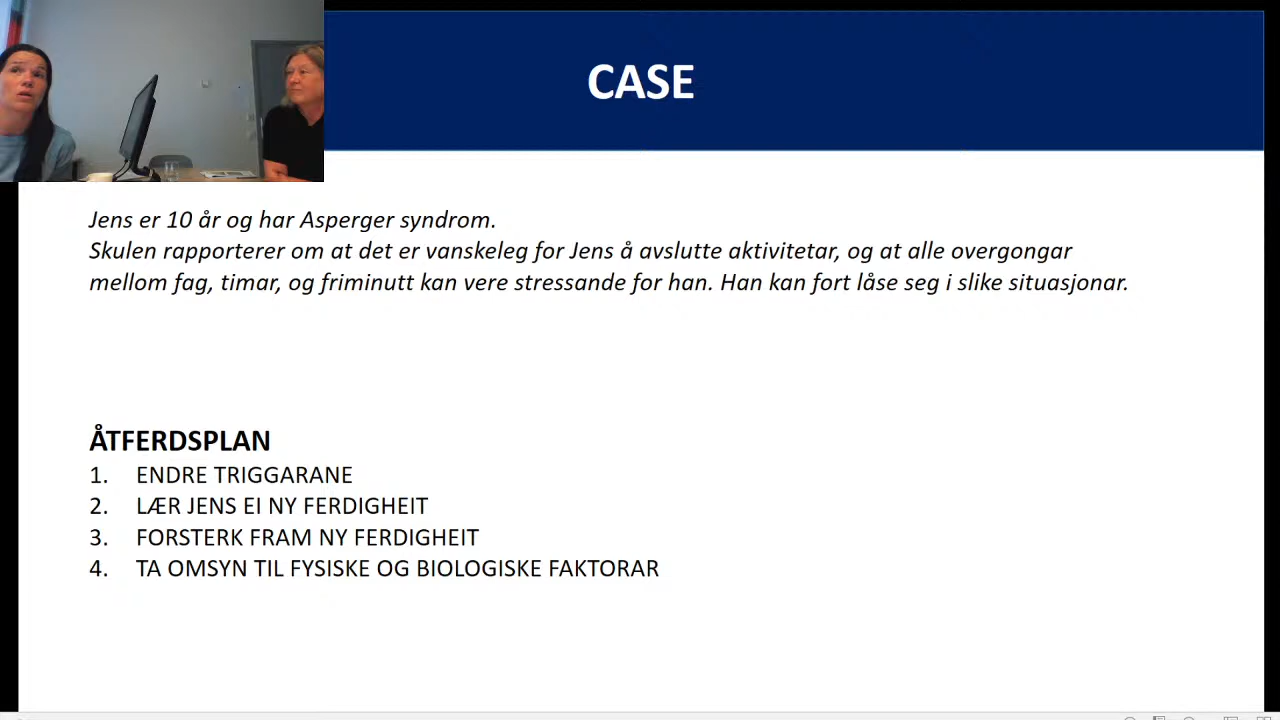 CASE
Jens er 10 år og har Asperger syndrom.
Skulen rapporterer om at det er vanskeleg for Jens å avslutte aktivitetar, og at alle overgongar
mellom fag, timar, og friminutt kan vere stressande for han. Han kan fort låse seg i slike situasjonar.
ÅTFERDSPLAN
1. ENDRE TRIGGARANE
2. LÆR JENS EI NY FERDIGHEIT
3. FORSTERK FRAM NY FERDIGHEIT
4. TA OMSYN TIL FYSISKE OG BIOLOGISKE FAKTORAR